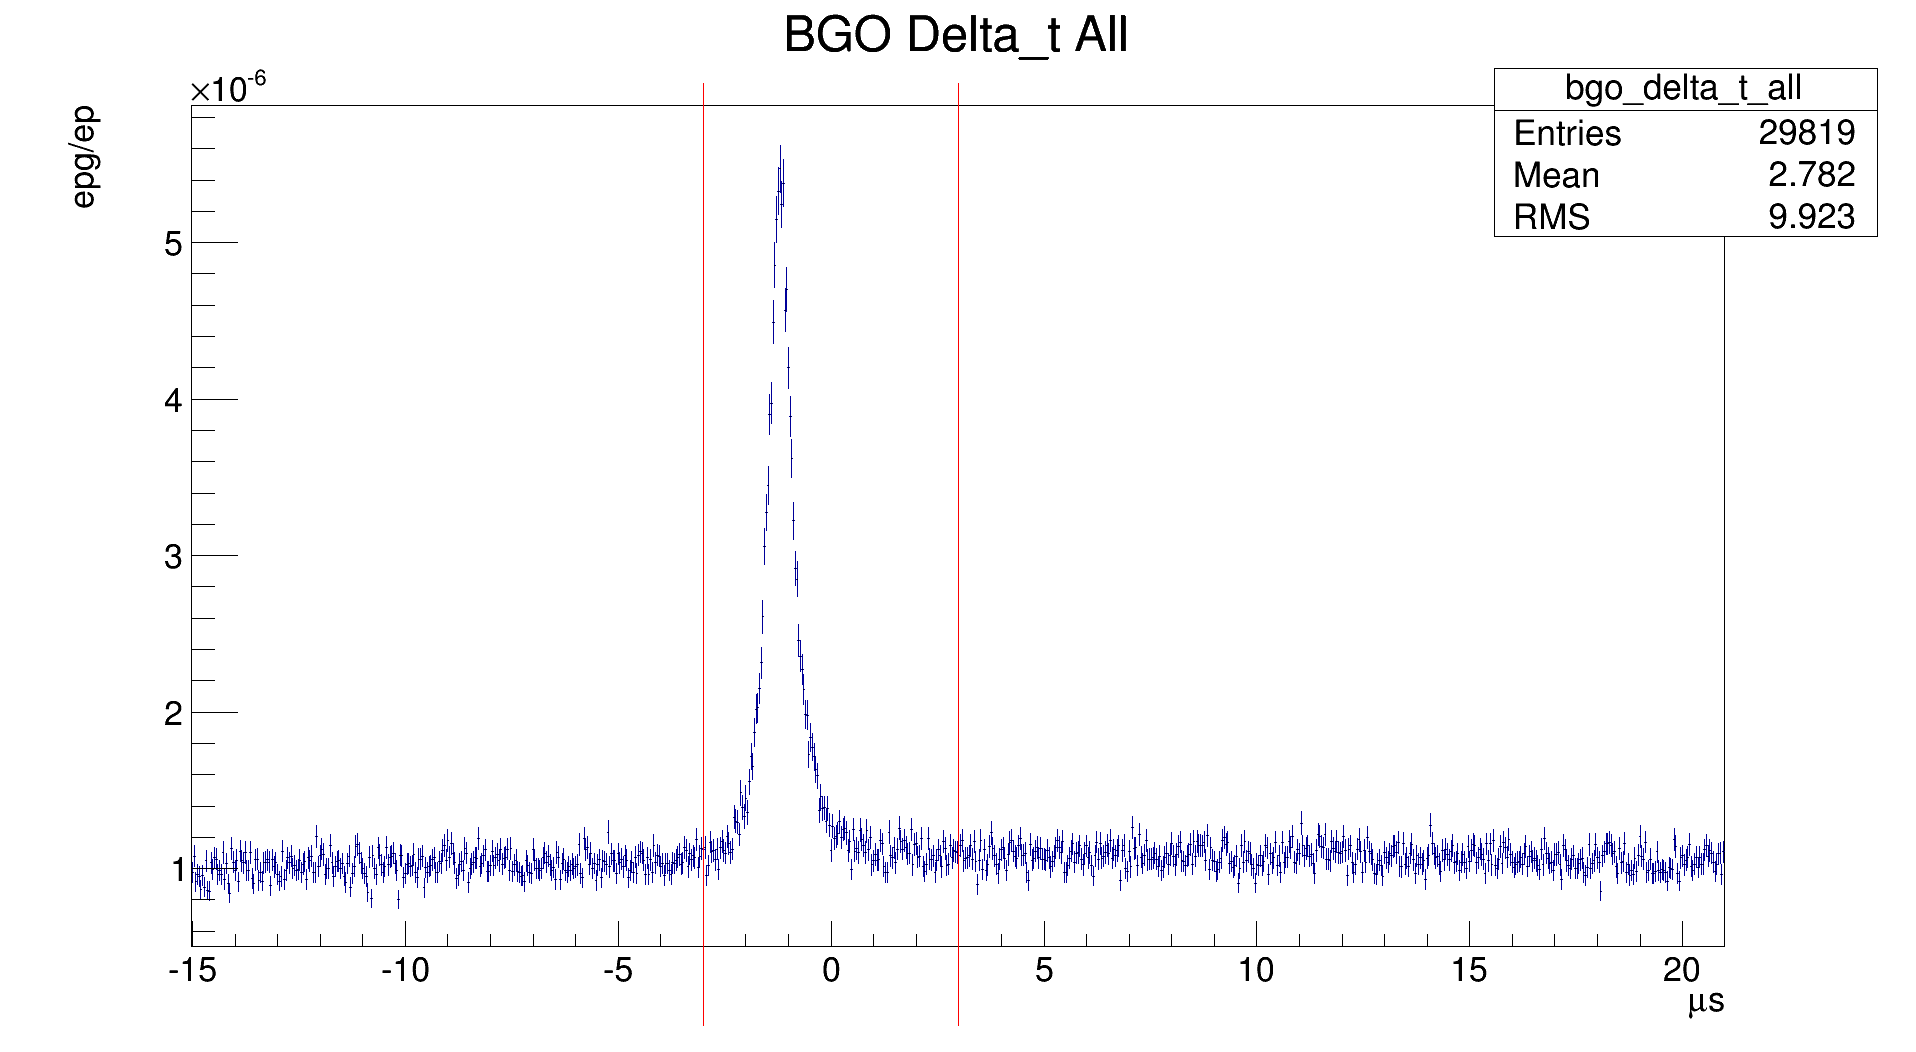 BGO Delta_t All
×10-6
epg/ep
bgo_delta_t_all
Entries 29819
Mean 2.782
RMS 9.923
5
4
3
2
1
-15 -10 -5 0 5 10 15 20
μs